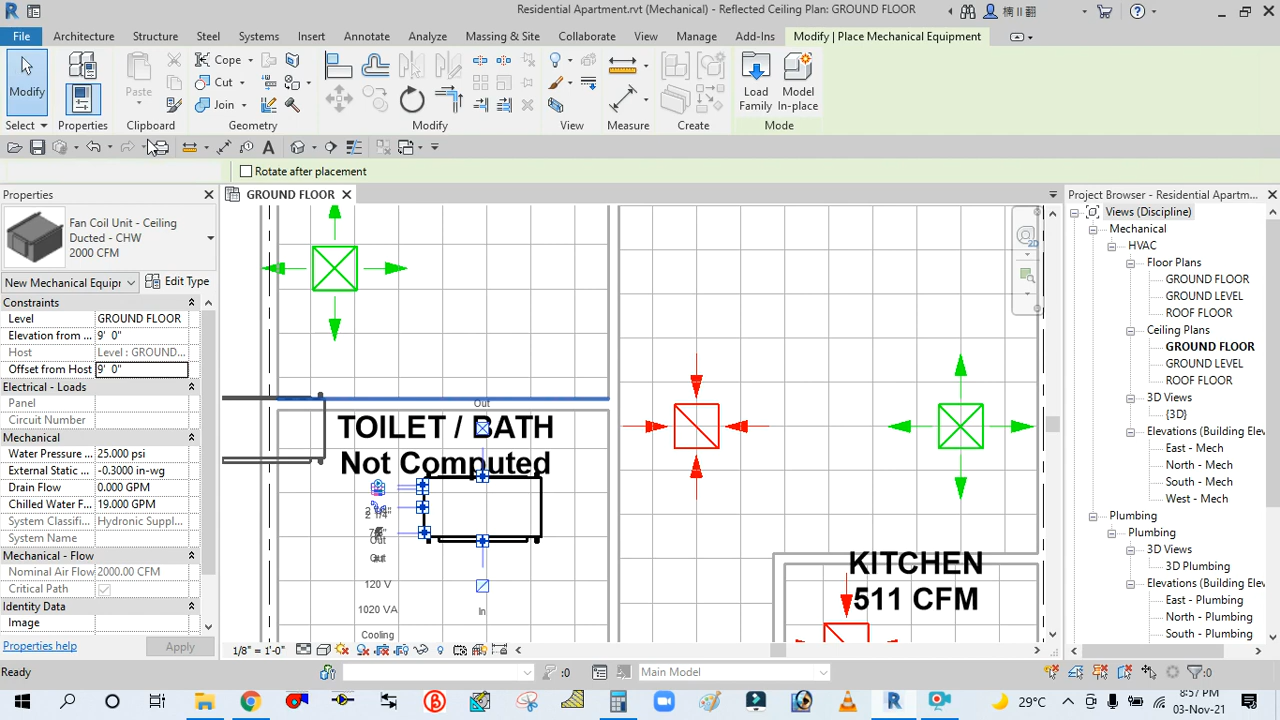 Residential Apartment.rvt (Mechanical) - Reflected Ceiling Plan: GROUND FLOOR
File Architecture Structure Steel Systems Insert Annotate Analyze Massing & Site Collaborate View Manage Add-Ins Modify | Place Mechanical Equipment
Modify
Paste
Cope
Cut
Join
Load Family
Model In-place
Select Properties Clipboard Geometry Modify View Measure Create Mode
Rotate after placement
Properties
GROUND FLOOR
Project Browser - Residential Apartm...
Fan Coil Unit - Ceiling
Ducted - CHW
2000 CFM
New Mechanical Equipr
Edit Type
Constraints
Level GROUND FLOOR
Elevation from ... 9' 0"
Host Level : GROUND...
Offset from Host 9' 0"
Electrical - Loads
Panel
Circuit Number
Mechanical
Water Pressure ... 25.000 psi
External Static ... -0.3000 in-wg
Drain Flow 0.000 GPM
Chilled Water F... 19.000 GPM
System Classifi... Hydronic Suppl...
System Name
Mechanical - Flow
Nominal Air Flow 2000.00 CFM
Critical Path
Identity Data
Image
Properties help
Apply
Out
TOILET / BATH
Not Computed
Out
Out
120 V
1020 VA
Cooling
In
KITCHEN
511 CFM
2D
Views (Discipline)
Mechanical
HVAC
Floor Plans
GROUND FLOOR
GROUND LEVEL
ROOF FLOOR
Ceiling Plans
GROUND FLOOR
GROUND LEVEL
ROOF FLOOR
3D Views
{3D}
Elevations (Building Elev
East - Mech
North - Mech
South - Mech
West - Mech
Plumbing
Plumbing
3D Views
3D Plumbing
Elevations (Building Ele
East - Plumbing
North - Plumbing
South - Plumbing
1/8" = 1'-0"
Ready
:0
Main Model
:0
29°C
8:57 PM
03-Nov-21